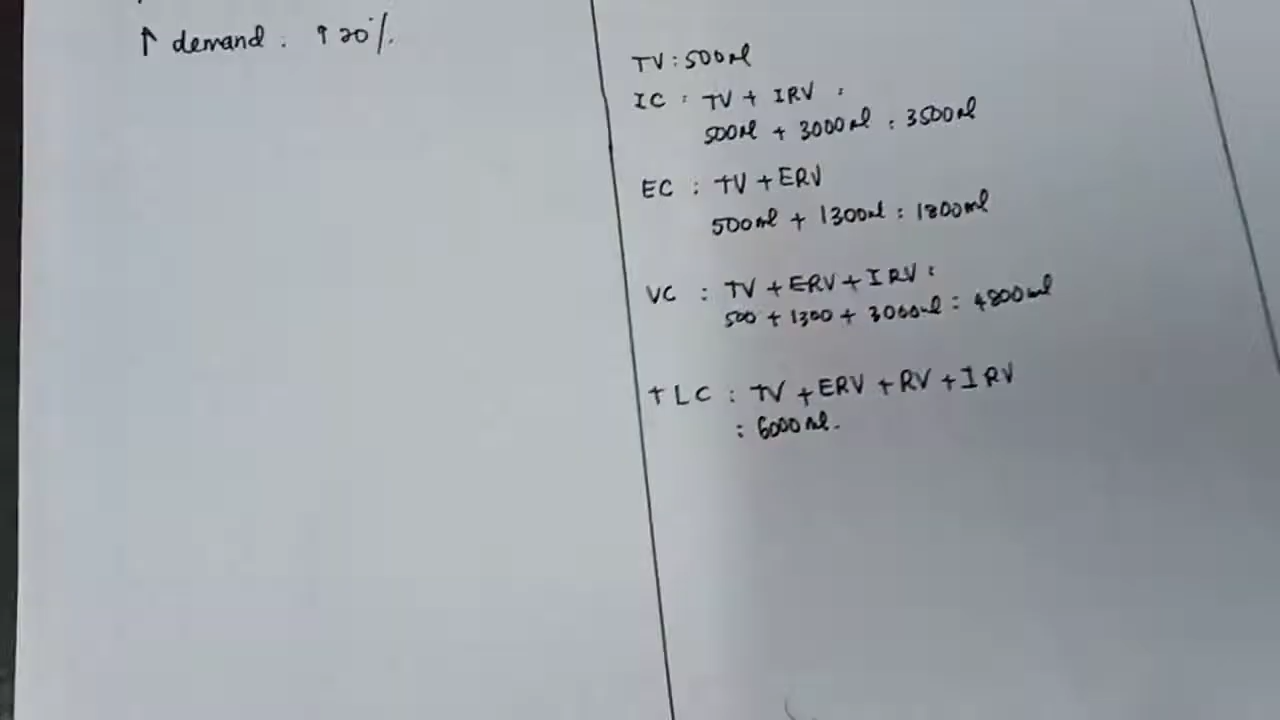 ↑ demand : ↑ 20%.
TV : 500ml
IC : TV + IRV :
500ml + 3000ml : 3500ml
EC : TV + ERV
500ml + 1300ml : 1800ml
VC : TV + ERV + IRV :
500 + 1300 + 3000ml : 4800ml
TLC : TV + ERV + RV + IRV
: 6000ml.